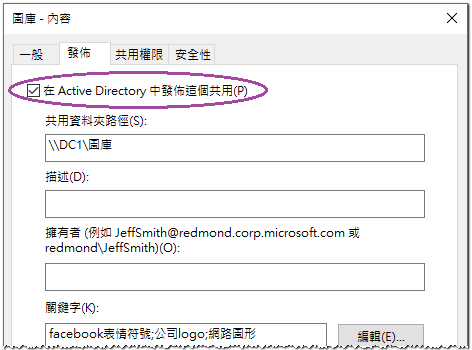 圖庫 - 內容
一般
發佈
共用權限
安全性
在 Active Directory 中發佈這個共用(P)
共用資料夾路徑(S):
\\DC1\圖庫
描述(D):
擁有者 (例如 JeffSmith@redmond.corp.microsoft.com 或
redmond\JeffSmith)(O):
關鍵字(K):
facebook表情符號;公司logo;網路圖形
編輯(E)...